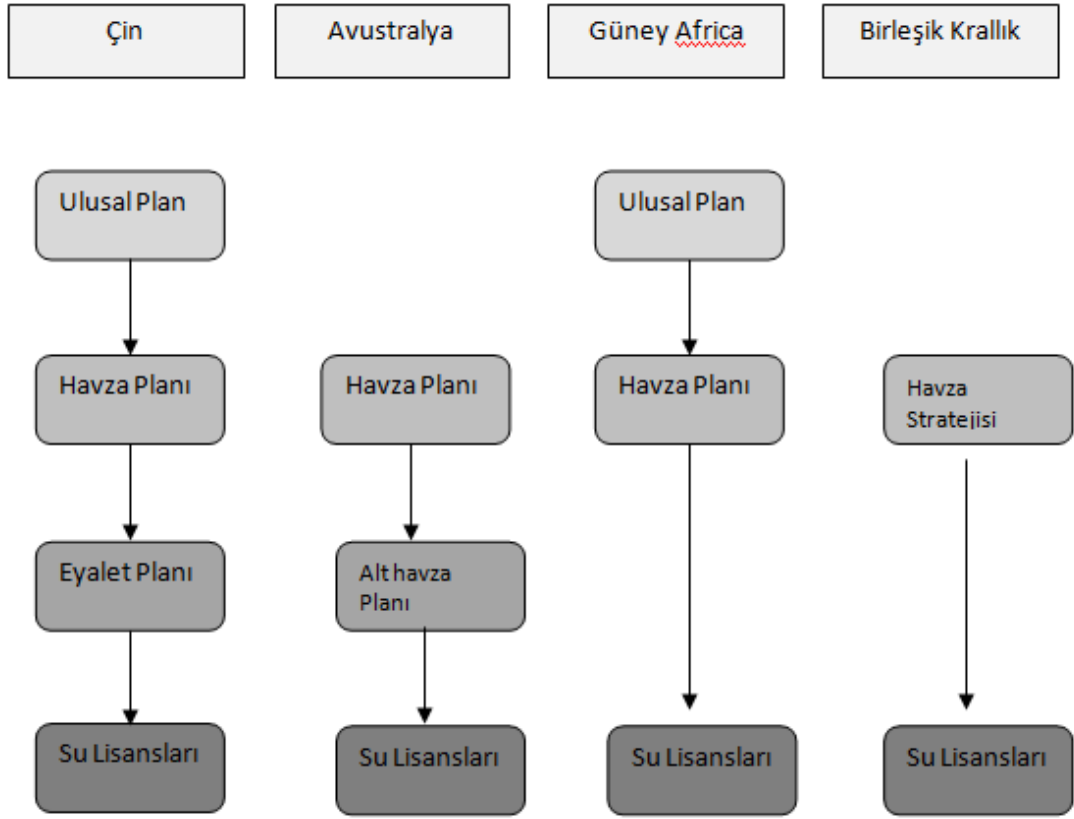 Çin
Avustralya
Güney Africa
Birleşik Krallık
Ulusal Plan
Ulusal Plan
Havza Planı
Havza Planı
Havza Planı
Havza
Stratejisi
Eyalet Planı
Alt havza
Planı
Su Lisansları
Su Lisansları
Su Lisansları
Su Lisansları